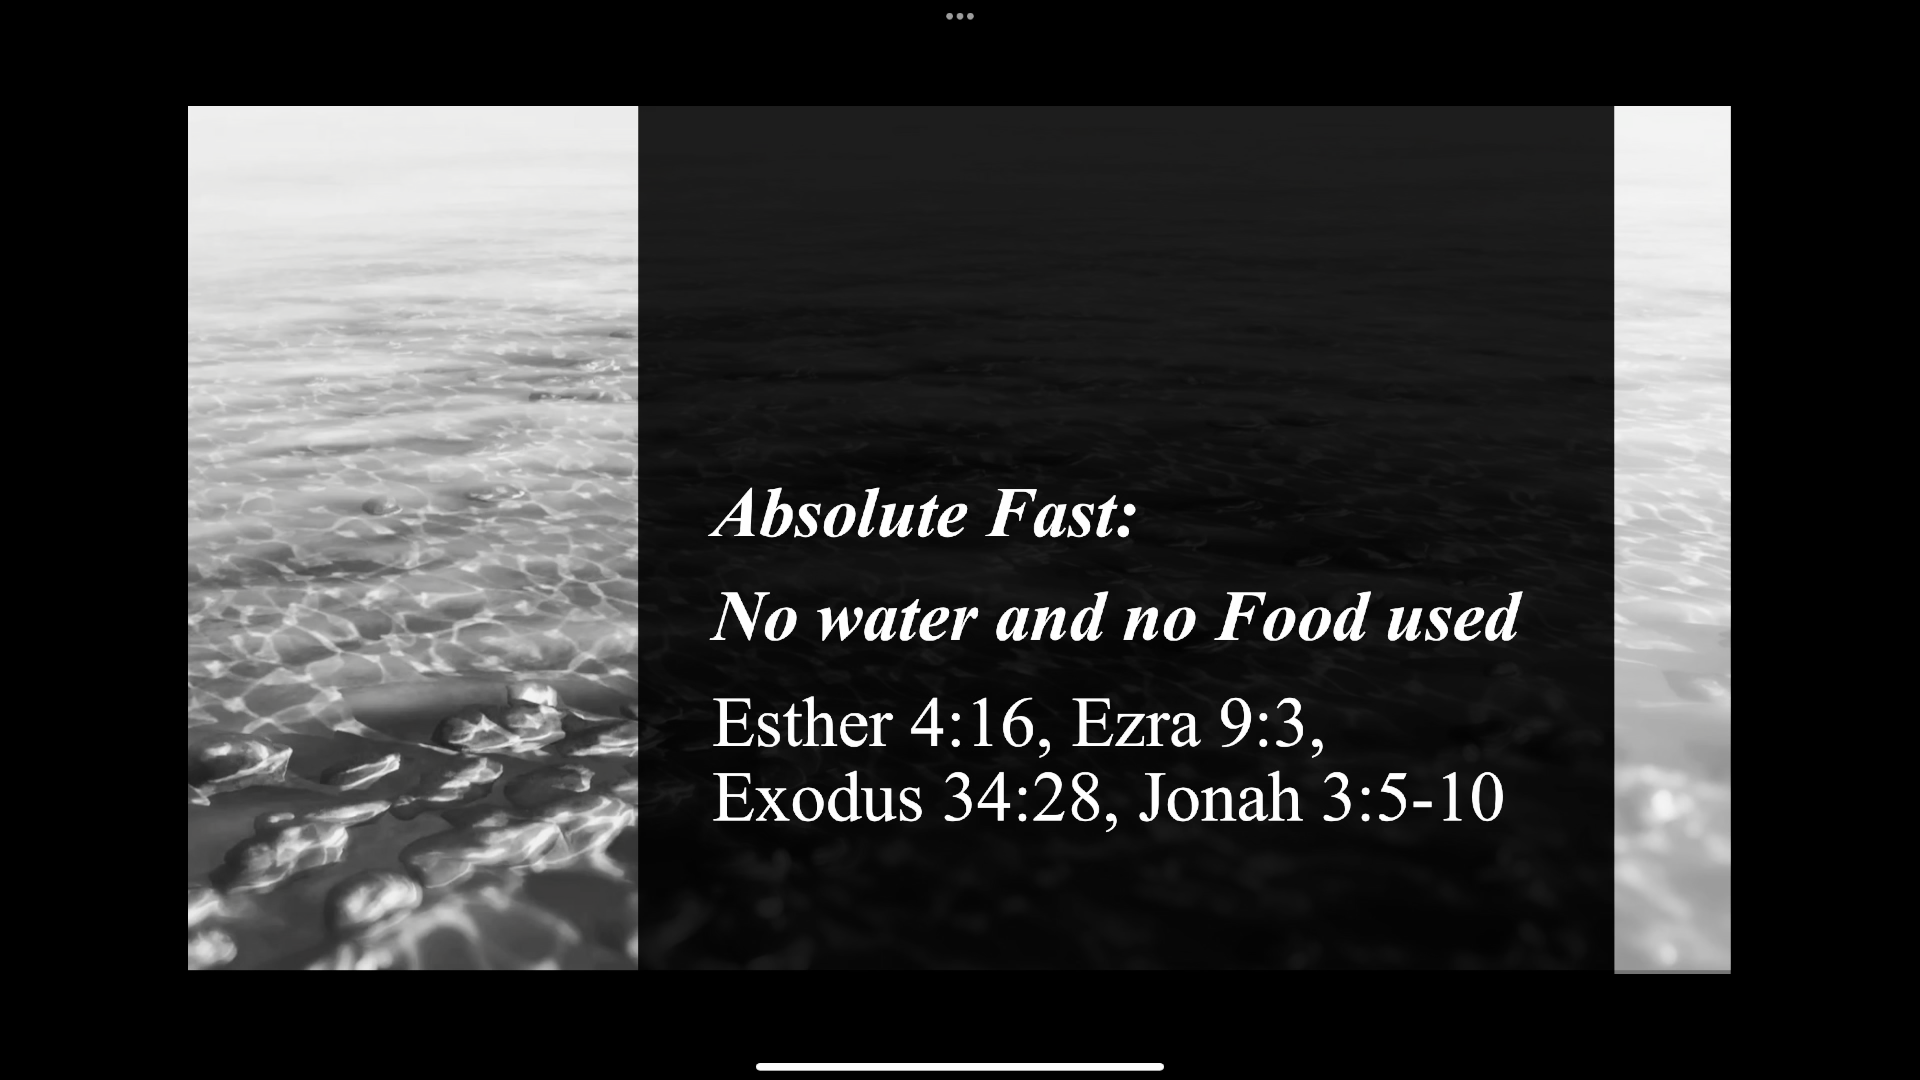 Absolute Fast:
No water and no Food used
Esther 4:16, Ezra 9:3,
Exodus 34:28, Jonah 3:5-10